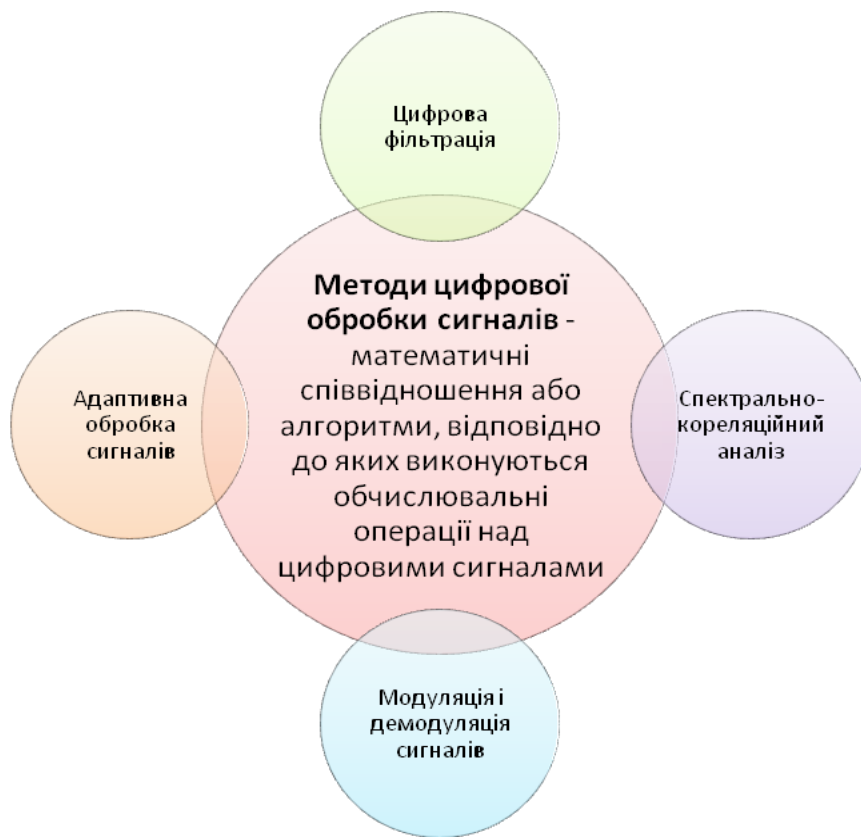 Цифрова
фільтрація
Методи цифрової
обробки сигналів -
математичні
співвідношення або
алгоритми, відповідно
до яких виконуються
обчислювальні
операції над
цифровими сигналами
Адаптивна
обробка
сигналів
Спектрально-
кореляційний
аналіз
Модуляція і
демодуляція
сигналів